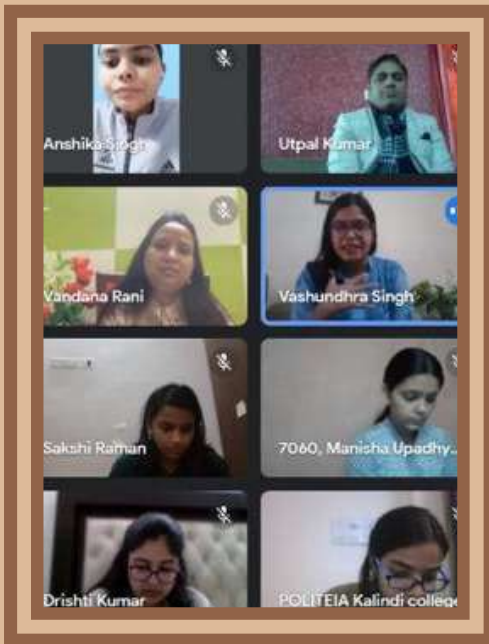 Anshika Singh
Utpal Kumar
Vandana Rani
Vashundhra Singh
Sakshi Raman
7060, Manisha Upadhy...
Drishti Kumar
POLITEIA Kalindi college